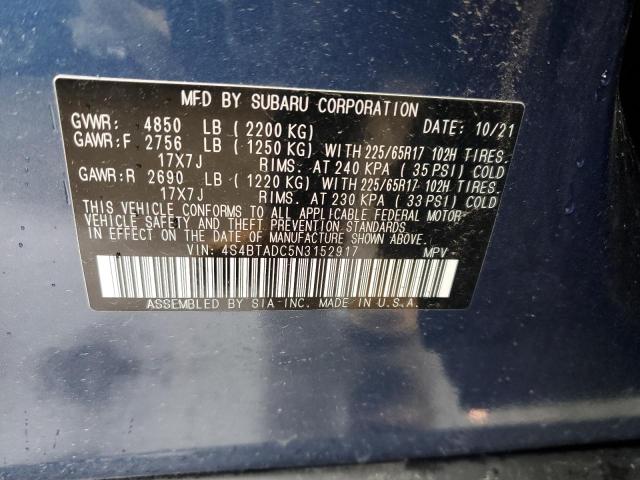 MFD BY SUBARU CORPORATION
GVWR: 4850 LB (2200 KG) DATE: 10/21
GAWR:F 2756 LB (1250 KG) WITH 225/65R17 102H TIRES.
17X7J RIMS. AT 240 KPA (35 PSI) COLD
GAWR:R 2690 LB (1220 KG) WITH 225/65R17 102H TIRES.
17X7J RIMS. AT 230 KPA (33 PSI) COLD
THIS VEHICLE CONFORMS TO ALL APPLICABLE FEDERAL MOTOR
VEHICLE SAFETY AND THEFT PREVENTION STANDARDS
IN EFFECT ON THE DATE OF MANUFACTURE SHOWN ABOVE.
VIN: 4S4BTADC5N3152917 MPV
ASSEMBLED BY SIA-INC. MADE IN U.S.A.